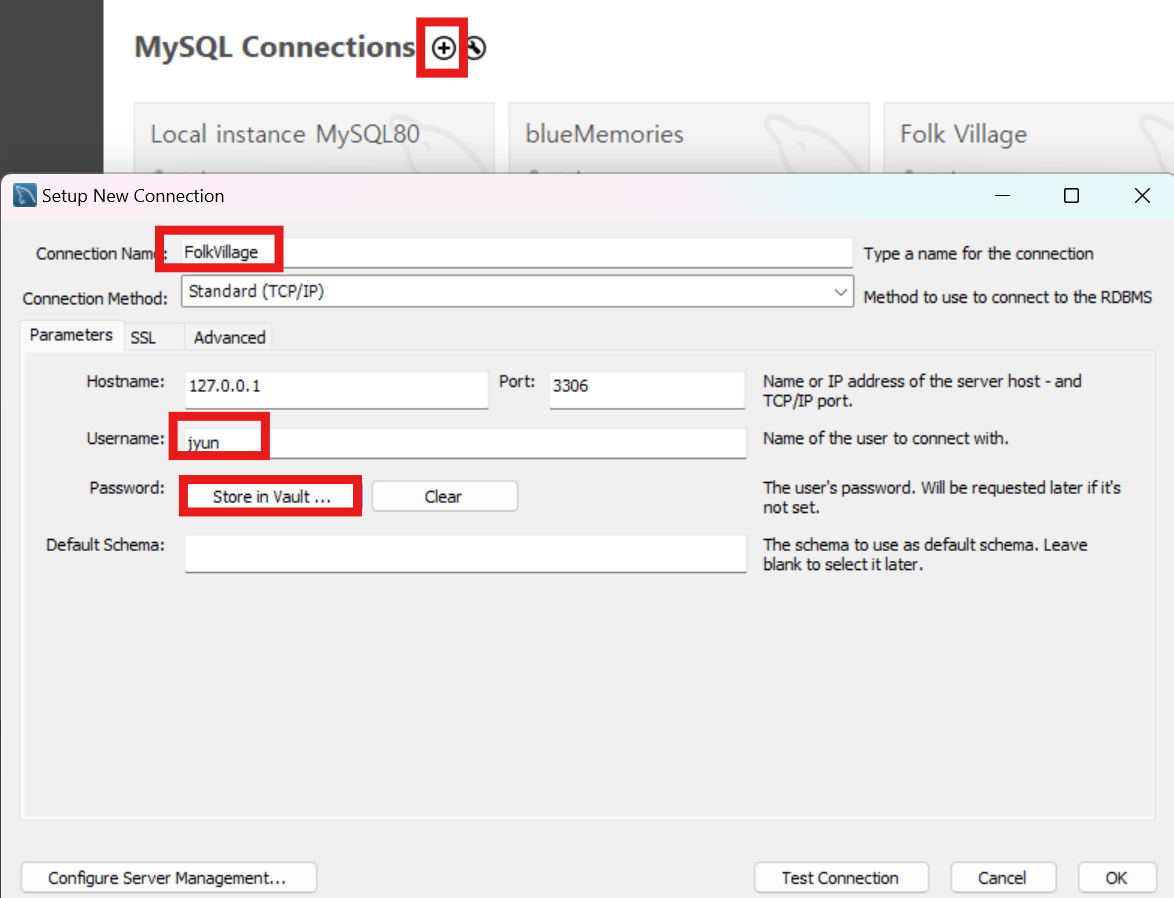 MySQL Connections
Local instance MySQL80
blueMemories
Folk Village
Setup New Connection
Connection Name: FolkVillage Type a name for the connection
Connection Method: Standard (TCP/IP) Method to use to connect to the RDBMS
Parameters SSL Advanced
Hostname: 127.0.0.1 Port: 3306 Name or IP address of the server host - and
TCP/IP port.
Username: jyun Name of the user to connect with.
Password: Store in Vault ... Clear The user's password. Will be requested later if it's
not set.
Default Schema: The schema to use as default schema. Leave
blank to select it later.
Configure Server Management... Test Connection Cancel OK